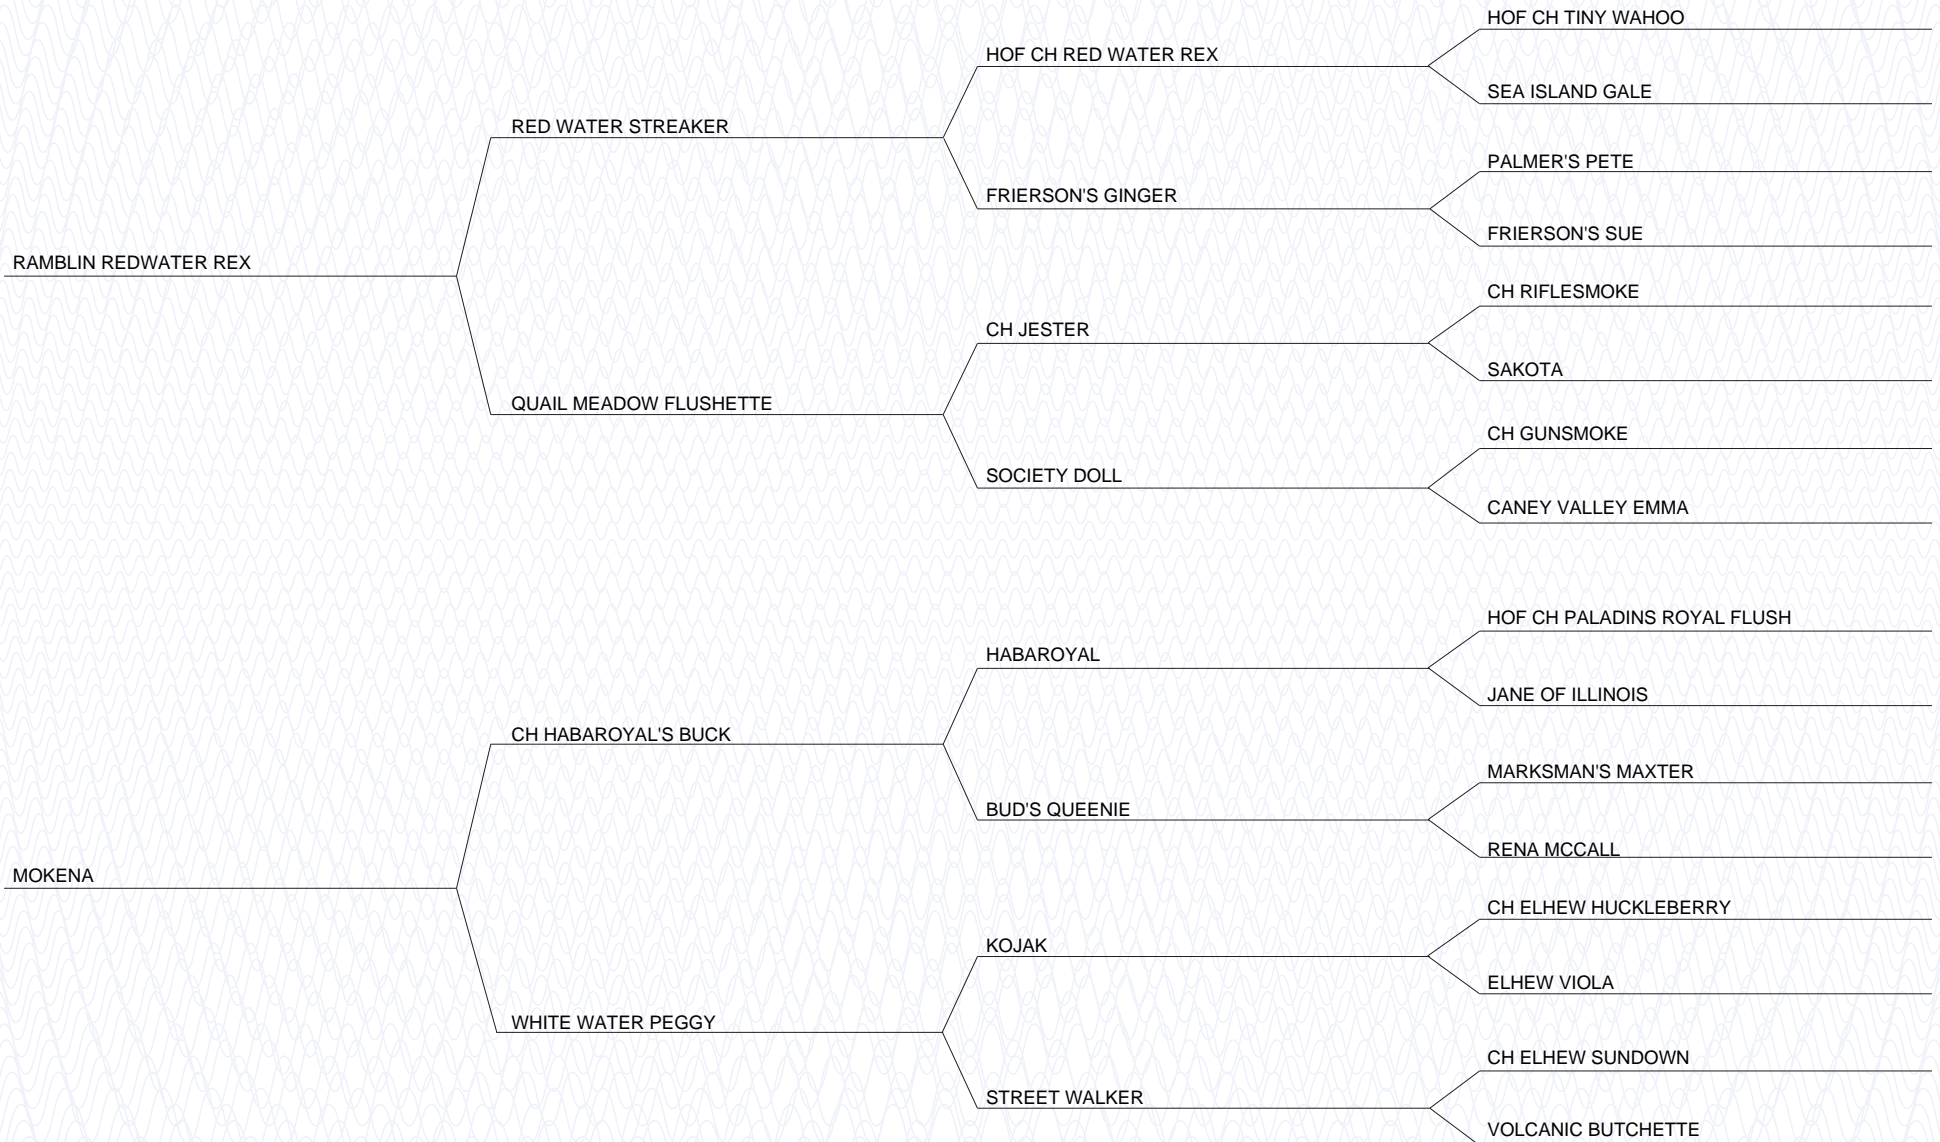 HOF CH TINY WAHOO
HOF CH RED WATER REX
SEA ISLAND GALE
RED WATER STREAKER
PALMER'S PETE
FRIERSON'S GINGER
FRIERSON'S SUE
RAMBLIN REDWATER REX
CH RIFLESMOKE
CH JESTER
SAKOTA
QUAIL MEADOW FLUSHETTE
CH GUNSMOKE
SOCIETY DOLL
CANEY VALLEY EMMA
HOF CH PALADINS ROYAL FLUSH
HABAROYAL
JANE OF ILLINOIS
CH HABAROYAL'S BUCK
MARKSMAN'S MAXTER
BUD'S QUEENIE
RENA MCCALL
MOKENA
CH ELHEW HUCKLEBERRY
KOJAK
ELHEW VIOLA
WHITE WATER PEGGY
CH ELHEW SUNDOWN
STREET WALKER
VOLCANIC BUTCHETTE